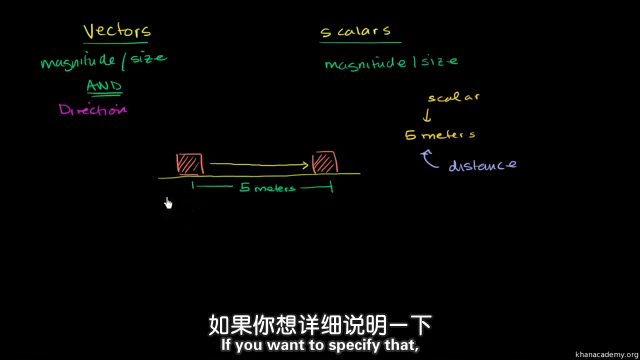 Vectors
magnitude/size
AND
Direction
scalars
magnitude/size
scalar
5 meters
distance
5 meters
如果你想详细说明一下
If you want to specify that,
khanacademy.org